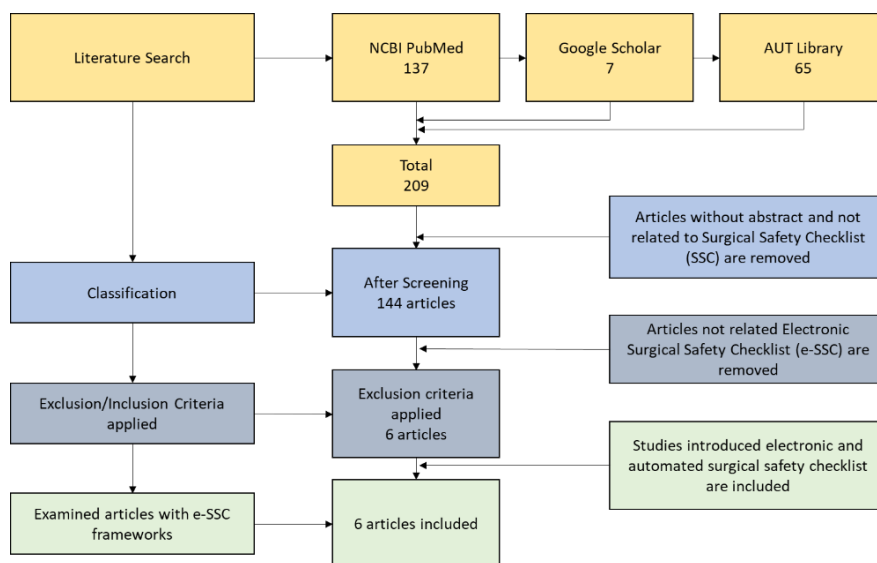 Literature Search
NCBI PubMed
137
Google Scholar
7
AUT Library
65
Total
209
Articles without abstract and not
related to Surgical Safety Checklist
(SSC) are removed
Classification
After Screening
144 articles
Articles not related Electronic
Surgical Safety Checklist (e-SSC) are
removed
Exclusion/Inclusion Criteria
applied
Exclusion criteria
applied
6 articles
Studies introduced electronic and
automated surgical safety checklist
are included
Examined articles with e-SSC
frameworks
6 articles included